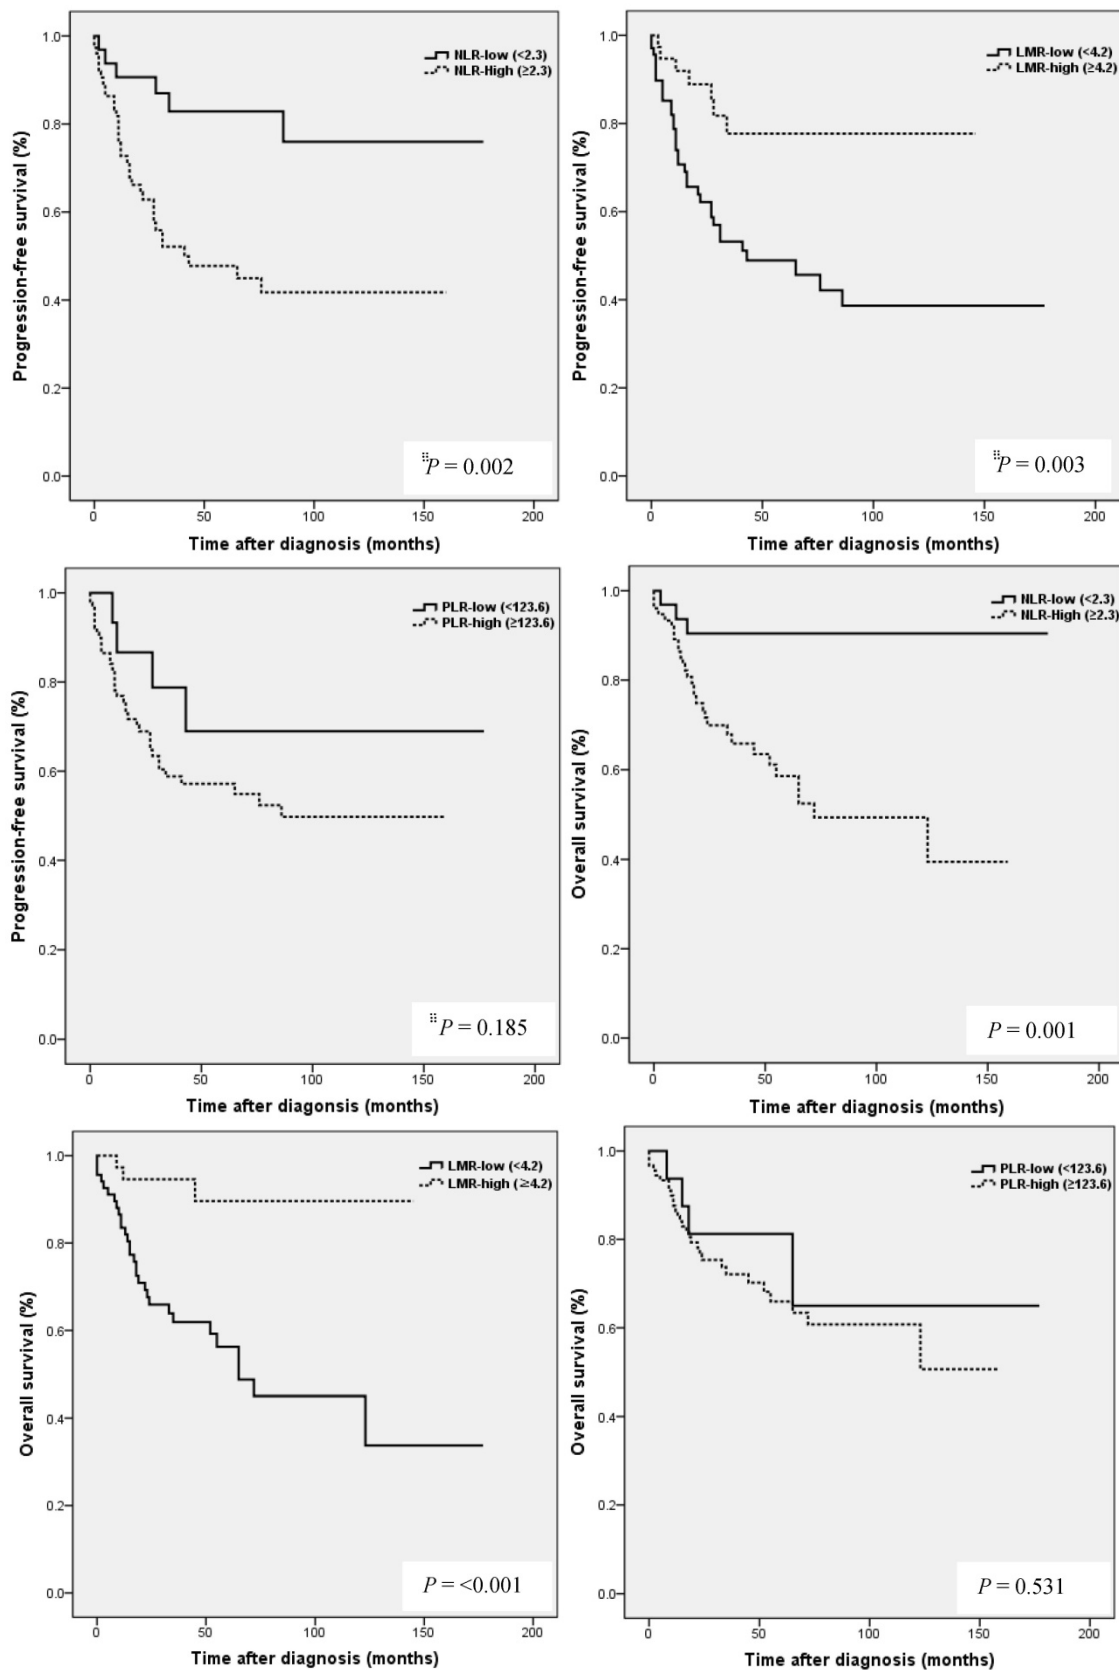 NLR-low (<2.3)
NLR-High (≥2.3)
Progression-free survival (%)
1.0
0.8
0.6
0.4
0.2
0.0
P = 0.002
0 50 100 150 200
Time after diagnosis (months)
LMR-low (<4.2)
LMR-high (≥4.2)
Progression-free survival (%)
1.0
0.8
0.6
0.4
0.2
0.0
P = 0.003
0 50 100 150 200
Time after diagnosis (months)
PLR-low (<123.6)
PLR-high (≥123.6)
Progression-free survival (%)
1.0
0.8
0.6
0.4
0.2
0.0
P = 0.185
0 50 100 150 200
Time after diagonsis (months)
NLR-low (<2.3)
NLR-High (≥2.3)
Overall survival (%)
1.0
0.8
0.6
0.4
0.2
0.0
P = 0.001
0 50 100 150 200
Time after diagnosis (months)
LMR-low (<4.2)
LMR-high (≥4.2)
Overall survival (%)
1.0
0.8
0.6
0.4
0.2
0.0
P = <0.001
0 50 100 150 200
Time after diagnosis (months)
PLR-low (<123.6)
PLR-high (≥123.6)
Overall survival (%)
1.0
0.8
0.6
0.4
0.2
0.0
P = 0.531
0 50 100 150 200
Time after diagnosis (months)